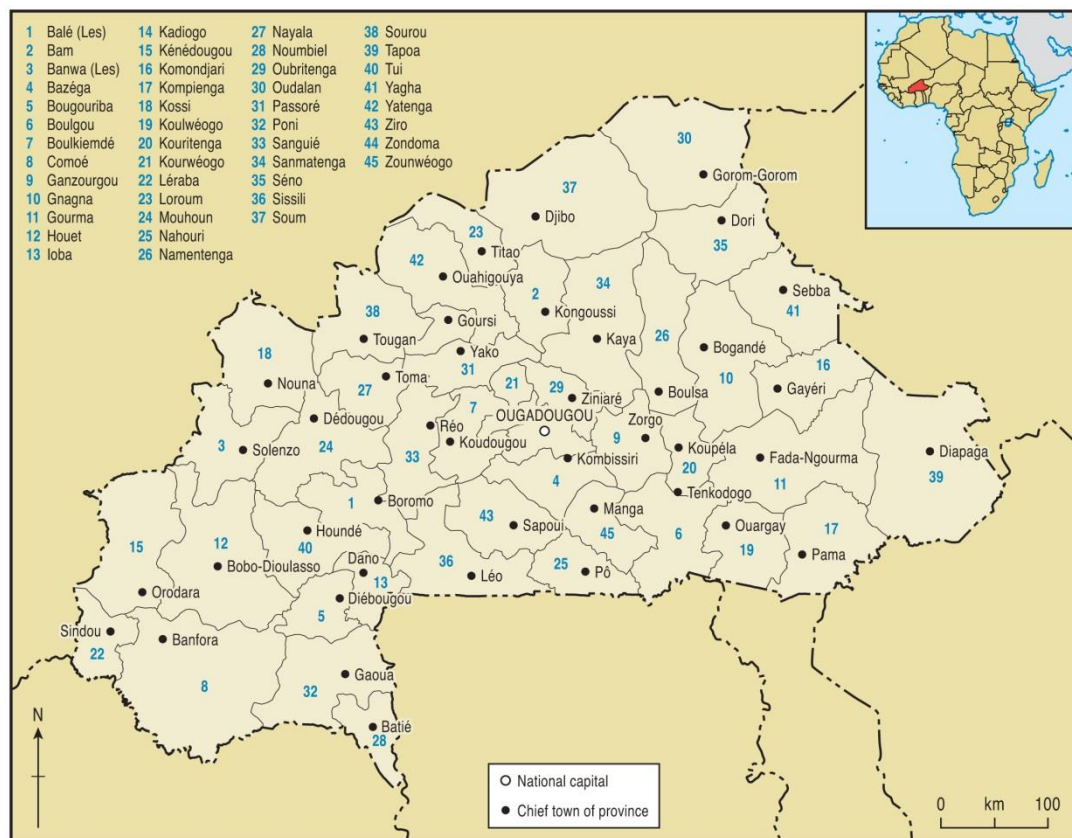 1 Balé (Les)
2 Bam
3 Banwa (Les)
4 Bazéga
5 Bougouriba
6 Boulgou
7 Boulkiemdé
8 Comoé
9 Ganzourgou
10 Gnagna
11 Gourma
12 Houet
13 Ioba
14 Kadiogo
15 Kénédougou
16 Komondjari
17 Kompienga
18 Kossi
19 Koulwéogo
20 Kouritenga
21 Kourwéogo
22 Léraba
23 Loroum
24 Mouhoun
25 Nahouri
26 Namentenga
27 Nayala
28 Noumbiel
29 Oubritenga
30 Oudalan
31 Passoré
32 Poni
33 Sanguié
34 Sanmatenga
35 Séno
36 Sissili
37 Soum
38 Sourou
39 Tapoa
40 Tui
41 Yagha
42 Yatenga
43 Ziro
44 Zondoma
45 Zounwéogo
30
Gorom-Gorom
37
Djibo
Dori
23
35
Titao
42
Ouahigouya
34
Sebba
2
41
38
Kongoussi
Goursi
Tougan
Kaya
26
Bogandé
Yako
18
16
31
Toma
Nouna
27
21
29
10
Gayéri
Boulsa
Ziniaré
7
OUGADOUGOU
Zorgo
Dédougou
Réo
9
Koudougou
3
Solenzo
24
Koupéla
Diapaga
33
Kombissiri
Fada-Ngourma
20
11
39
4
Tenkodogo
1
Boromo
Manga
43
Sapoui
Ouargay
17
Houndé
45
6
15
12
40
19
Pama
Dano
36
25
Bobo-Dioulasso
Léo
Pô
13
Orodara
Diébougou
5
Sindou
Banfora
22
Gaoua
8
32
Batié
28
N
National capital
Chief town of province
0 km 100